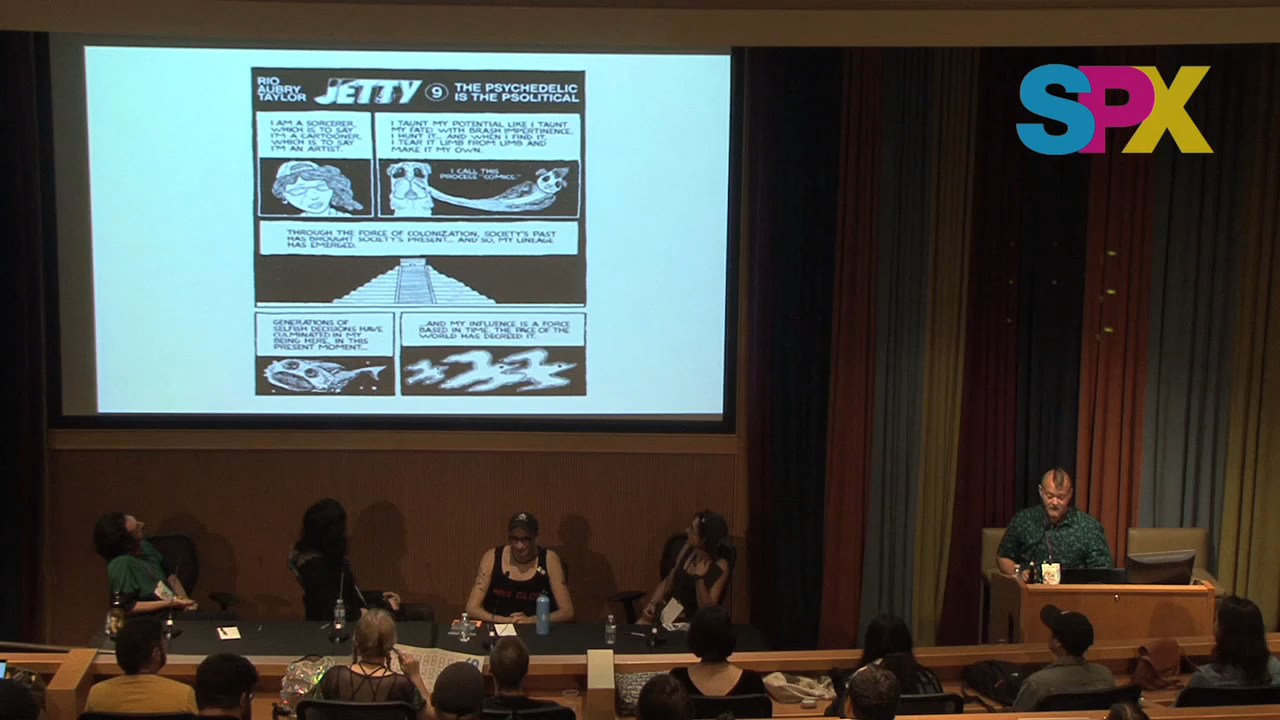 SPX
RIO
AUBRY
TAYLOR
JETTY
9
THE PSYCHEDELIC
IS THE PSOLITICAL
I AM A SORCERER,
WHICH IS TO SAY
I'M A CARTOONER,
WHICH IS TO SAY
I'M AN ARTIST.
I TAUNT MY POTENTIAL LIKE I TAUNT
MY FATE: WITH BRASH IMPERTINENCE.
I HUNT IT... AND WHEN I FIND IT,
I TEAR IT LIMB FROM LIMB AND
MAKE IT MY OWN.
I CALL THIS
PROCESS "COMICS."
THROUGH THE FORCE OF COLONIZATION, SOCIETY'S PAST
HAS BROUGHT SOCIETY'S PRESENT... AND SO, MY LINEAGE
HAS EMERGED.
GENERATIONS OF
SELFISH DECISIONS HAVE
CULMINATED IN MY
BEING HERE, IN THIS
PRESENT MOMENT...
...AND MY INFLUENCE IS A FORCE
BASED IN TIME. THE PACE OF THE
WORLD HAS DECREED IT.